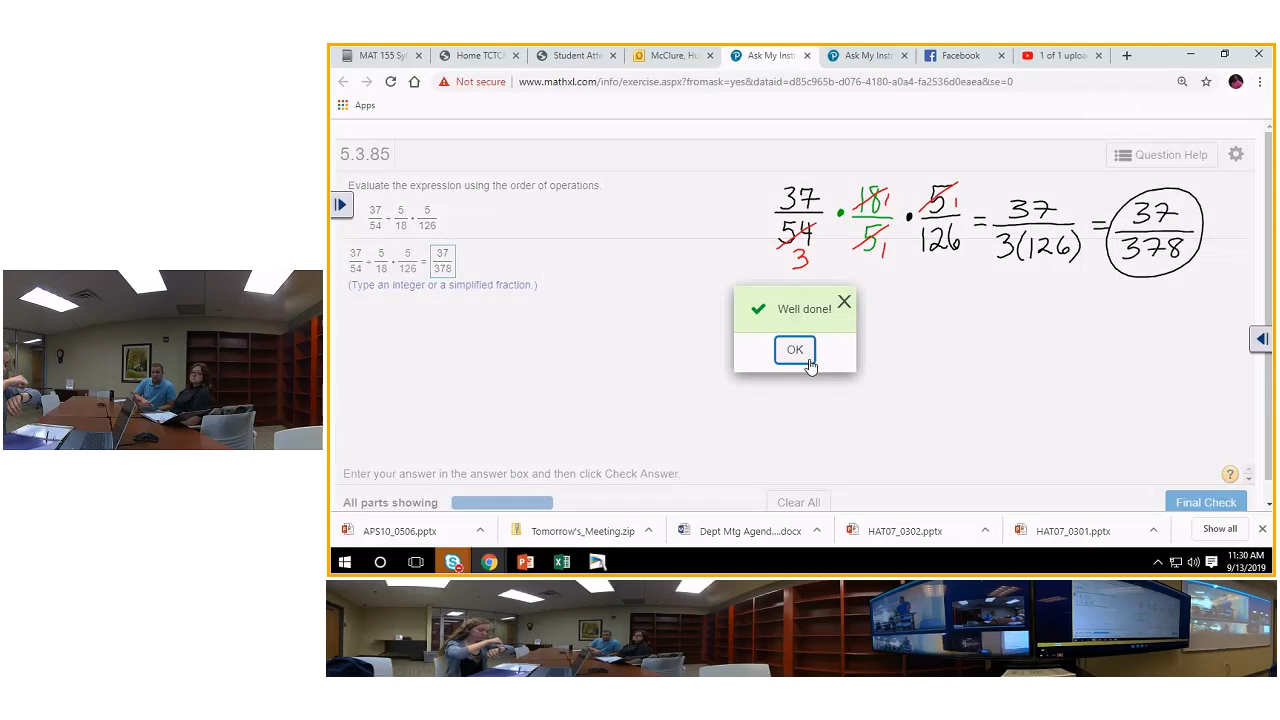 MAT 155 Syl
Home TCTC
Student Atte
McClure, Hu
Ask My Instr
Ask My Instr
Facebook
1 of 1 uploa
Not secure
www.mathxl.com/info/exercise.aspx?fromask=yes&dataid=d85c965b-d076-4180-a0a4-fa2536d0eaea&se=0
Apps
5.3.85
Question Help
Evaluate the expression using the order of operations.
37/54 ÷ 5/18 · 5/126
37/54 ÷ 5/18 · 5/126 = 37/378
(Type an integer or a simplified fraction.)
37/54 · 18/5 · 5/126 = 37/3(126) = 37/378
1 1
3 1
Well done!
OK
Enter your answer in the answer box and then click Check Answer.
?
All parts showing
Clear All
Final Check
APS10_0506.pptx
Tomorrow's_Meeting.zip
Dept Mtg Agend....docx
HAT07_0302.pptx
HAT07_0301.pptx
Show all
11:30 AM
9/13/2019